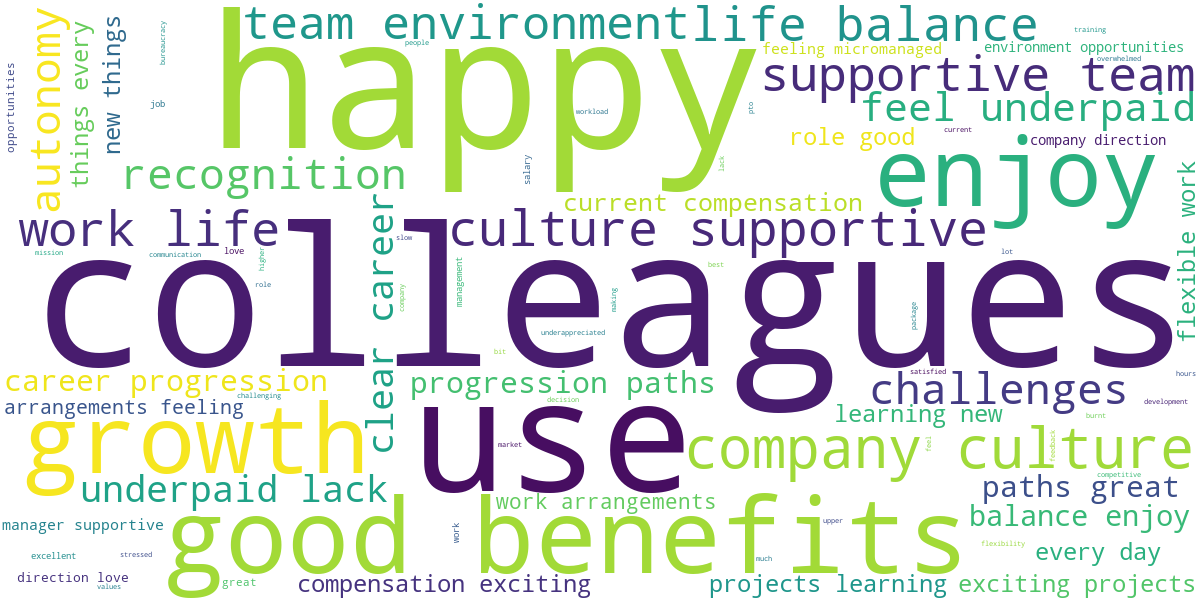 team environment
life balance
training
happy
autonomy
things every
new things
bureaucracy
people
feeling micromanaged
environment opportunities
overwhelmed
supportive team
opportunities
job
workload
pto
feel underpaid
role good
current
company direction
enjoy
recognition
salary
lack
flexible work
current compensation
work life
culture supportive
clear career
slow
mission
communication
love
higher
role
management
company
lot
best
colleagues
making
package
underappreciated
bit
satisfied
hours
career progression
progression paths
challenges
challenging
decision
development
arrangements feeling
growth
use
learning new
burnt
market
company culture
feel
feedback
competitive
underpaid lack
paths great
work arrangements
good benefits
balance enjoy
manager supportive
work
upper
flexibility
every day
excellent
stressed
much
direction love
values
great
compensation exciting
projects learning
exciting projects